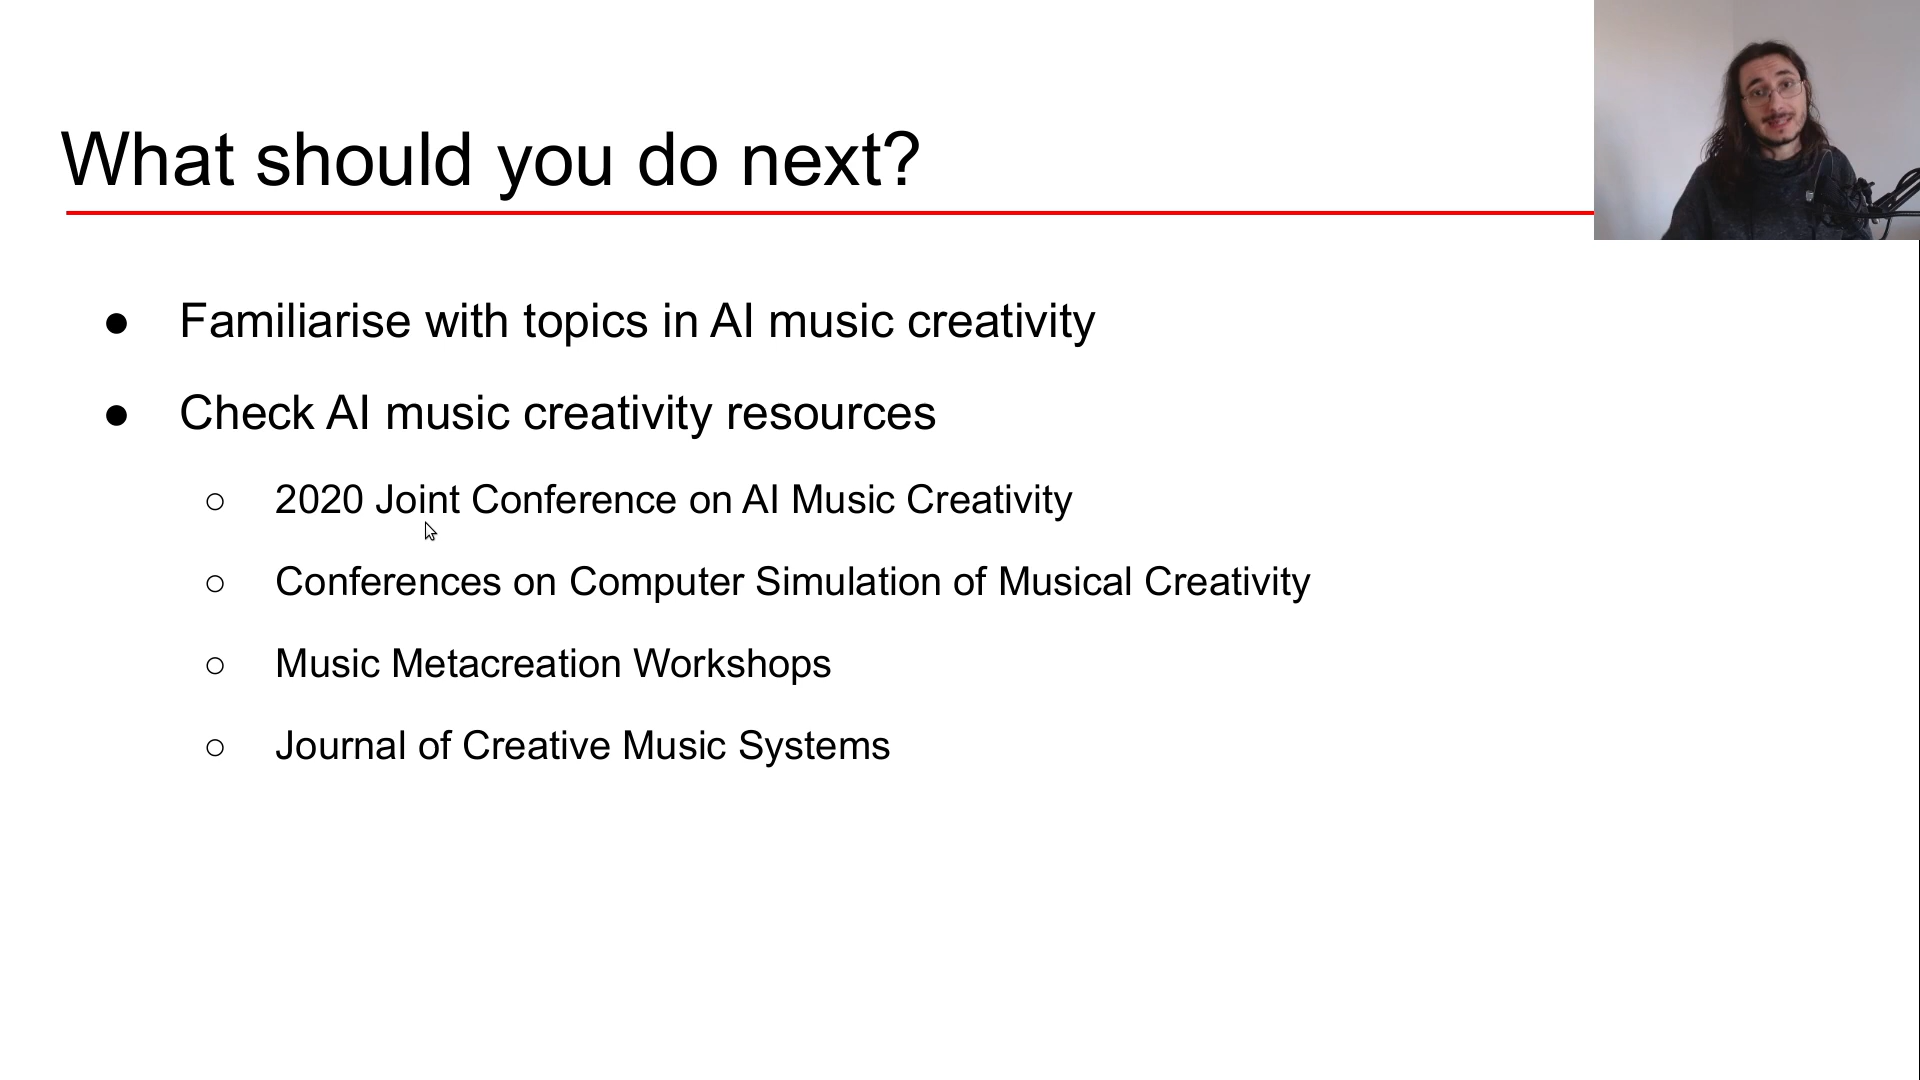 What should you do next?
● Familiarise with topics in AI music creativity
● Check AI music creativity resources
○ 2020 Joint Conference on AI Music Creativity
○ Conferences on Computer Simulation of Musical Creativity
○ Music Metacreation Workshops
○ Journal of Creative Music Systems